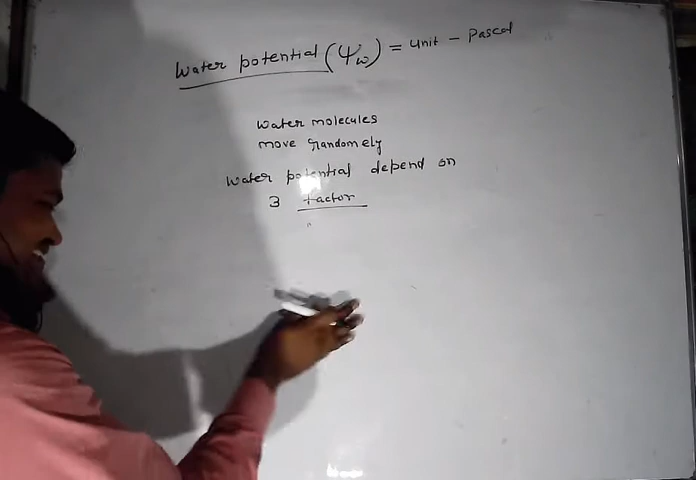 Water potential (Ψw) = unit - Pascal
water molecules
move randomely
water potential depend on
3 factor